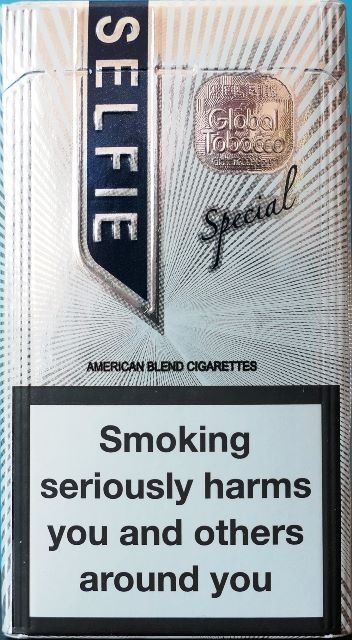 SELFIE
Global
Tobacco
Special
AMERICAN BLEND CIGARETTES
Smoking
seriously harms
you and others
around you